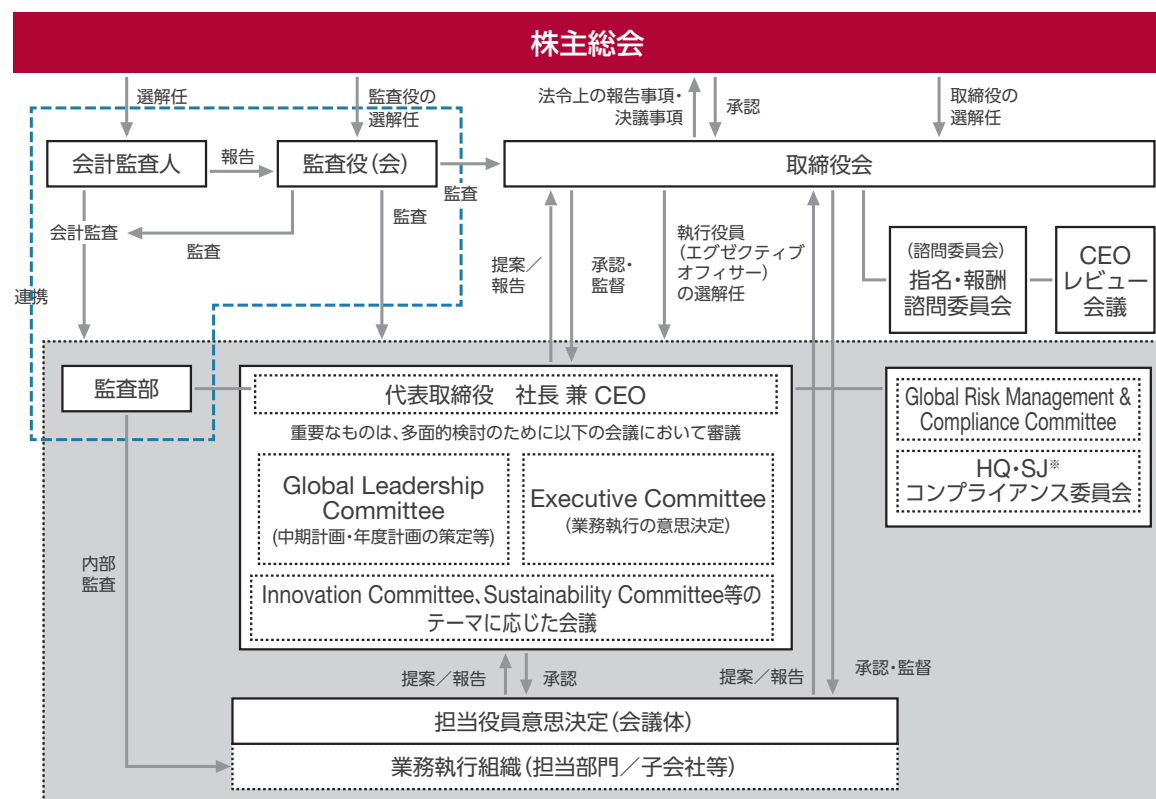 株主総会
選解任
監査役の
選解任
法令上の報告事項・
決議事項
承認
取締役の
選解任
会計監査人
報告
監査役（会）
監査
取締役会
会計監査
監査
監査
連携
提案／
報告
承認・
監督
執行役員
（エグゼクティブ
オフィサー）
の選解任
（諮問委員会）
指名・報酬
諮問委員会
CEO
レビュー
会議
監査部
代表取締役　社長 兼 CEO
重要なものは、多面的検討のために以下の会議において審議
Global Leadership
Committee
（中期計画・年度計画の策定等）
Executive Committee
（業務執行の意思決定）
Innovation Committee、Sustainability Committee等の
テーマに応じた会議
Global Risk Management &
Compliance Committee
HQ・SJ※
コンプライアンス委員会
内部
監査
提案／報告
承認
提案／報告
承認・監督
担当役員意思決定（会議体）
業務執行組織（担当部門／子会社等）